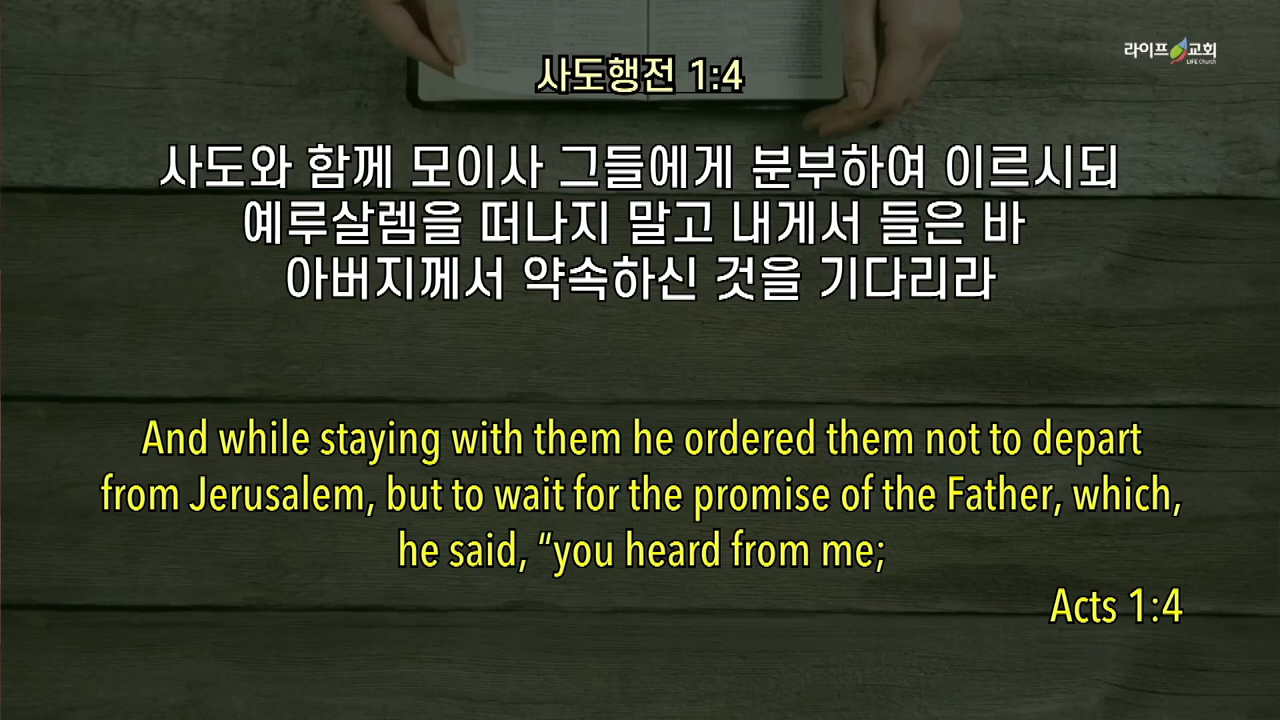 라이프 교회
LIFE Church
사도행전 1:4
사도와 함께 모이사 그들에게 분부하여 이르시되
예루살렘을 떠나지 말고 내게서 들은 바
아버지께서 약속하신 것을 기다리라
And while staying with them he ordered them not to depart
from Jerusalem, but to wait for the promise of the Father, which,
he said, “you heard from me;
Acts 1:4